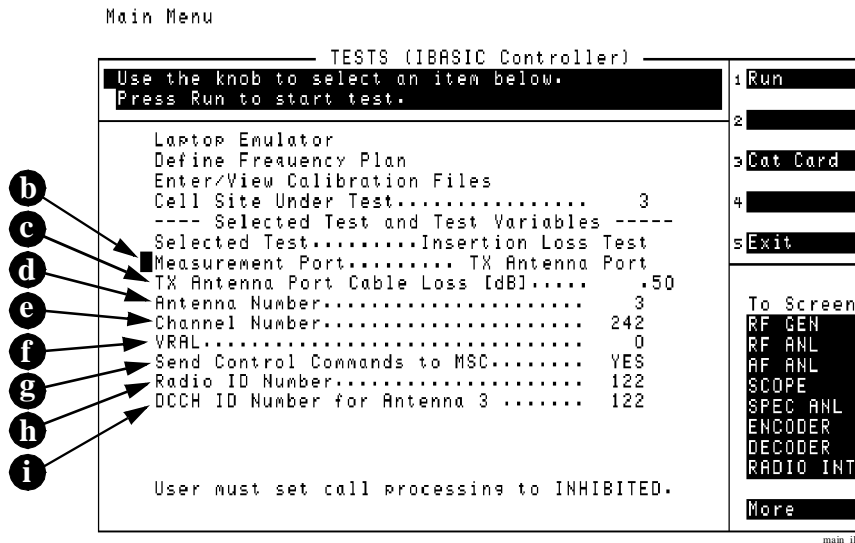 Main Menu
TESTS (IBASIC Controller)
Use the knob to select an item below.
Press Run to start test.
Laptop Emulator
Define Frequency Plan
Enter/View Calibration Files
Cell Site Under Test................ 3
---- Selected Test and Test Variables -----
Selected Test.........Insertion Loss Test
Measurement Port......... TX Antenna Port
TX Antenna Port Cable Loss [dB]..... .50
Antenna Number...................... 3
Channel Number...................... 242
VRAL................................ 0
Send Control Commands to MSC........ YES
Radio ID Number..................... 122
DCCH ID Number for Antenna 3 ....... 122
User must set call processing to INHIBITED.
b
c
d
e
f
g
h
i
1 Run
2
3 Cat Card
4
5 Exit
To Screen
RF GEN
RF ANL
AF ANL
SCOPE
SPEC ANL
ENCODER
DECODER
RADIO INT
More